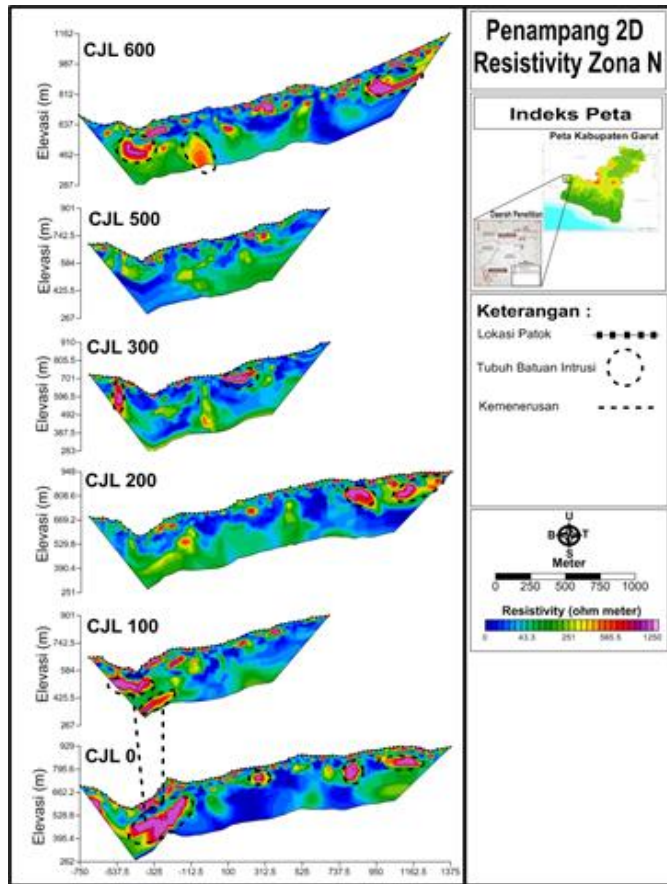 CJL 600
Elevasi (m)
1162
987
812
637
462
287
CJL 500
Elevasi (m)
901
742.5
584
425.5
267
CJL 300
Elevasi (m)
910
805.5
701
596.5
492
387.5
283
CJL 200
Elevasi (m)
948
808.6
669.2
529.8
390.4
251
CJL 100
Elevasi (m)
901
742.5
584
425.5
267
CJL 0
Elevasi (m)
929
795.6
662.2
528.8
395.4
262
-750 -537.5 -325 -112.5 100 312.5 525 737.5 950 1162.5 1375
Penampang 2D
Resistivity Zona N
Indeks Peta
Peta Kabupaten Garut
Daerah Penelitian
Keterangan :
Lokasi Patok
Tubuh Batuan Intrusi
Kemenerusan
U
B T
S
Meter
0 250 500 750 1000
Resistivity (ohm meter)
0 43.3 251 565.5 1250